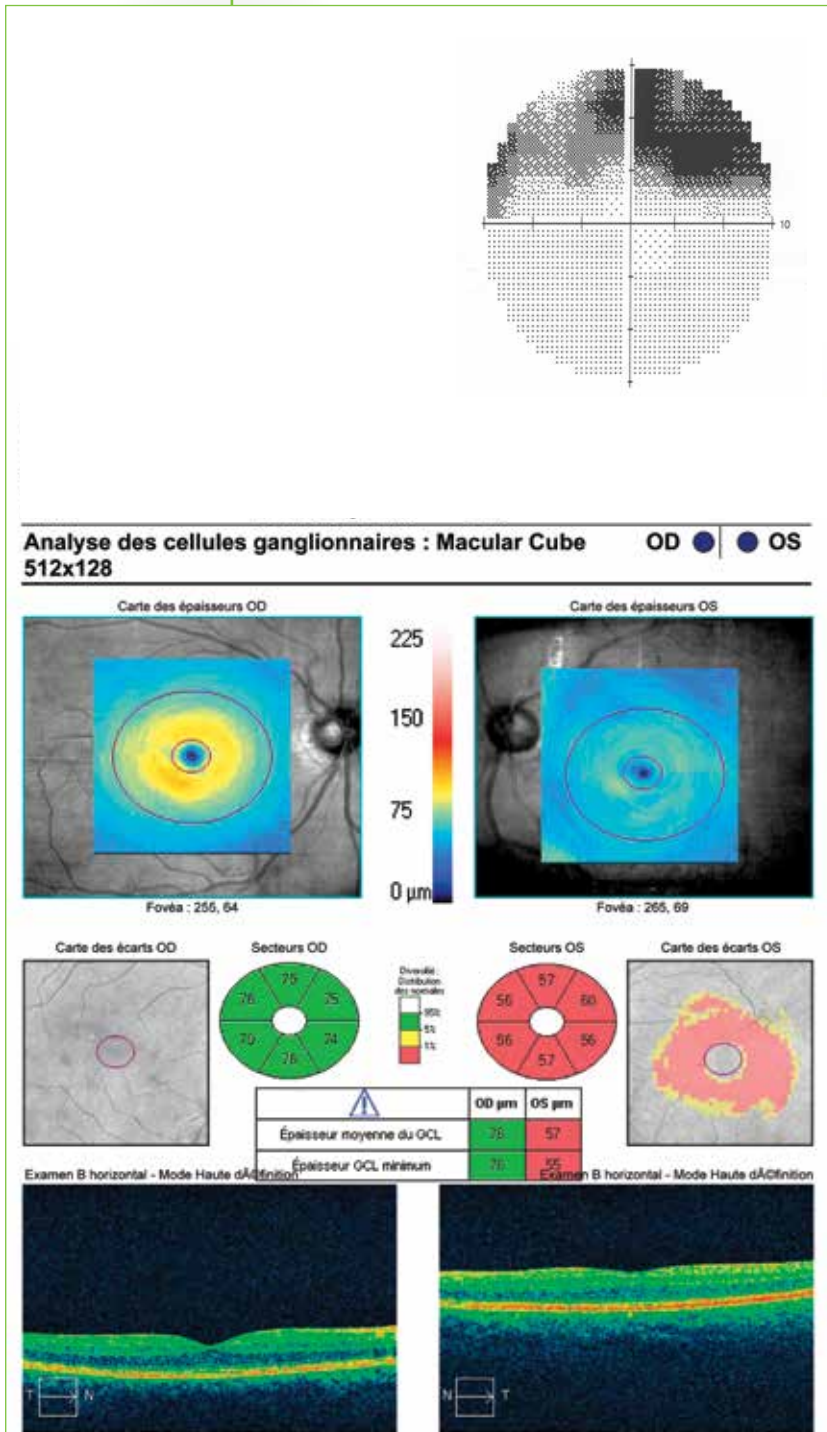 10
Analyse des cellules ganglionnaires : Macular Cube
512x128
OD OS
Carte des épaisseurs OD
Carte des épaisseurs OS
225
150
75
0 µm
Fovéa : 255, 64
Fovéa : 265, 69
Carte des écarts OD
Secteurs OD
Secteurs OS
Carte des écarts OS
Diversifié :
Distribution
des normales
95%
5%
1%
75
76
75
70
74
76
57
56
60
56
56
57
OD µm OS µm
Épaisseur moyenne du GCL 76 57
Épaisseur GCL minimum 76 55
Examen B horizontal - Mode Haute dÃ©finition
Examen B horizontal - Mode Haute dÃ©finition
T N
N T